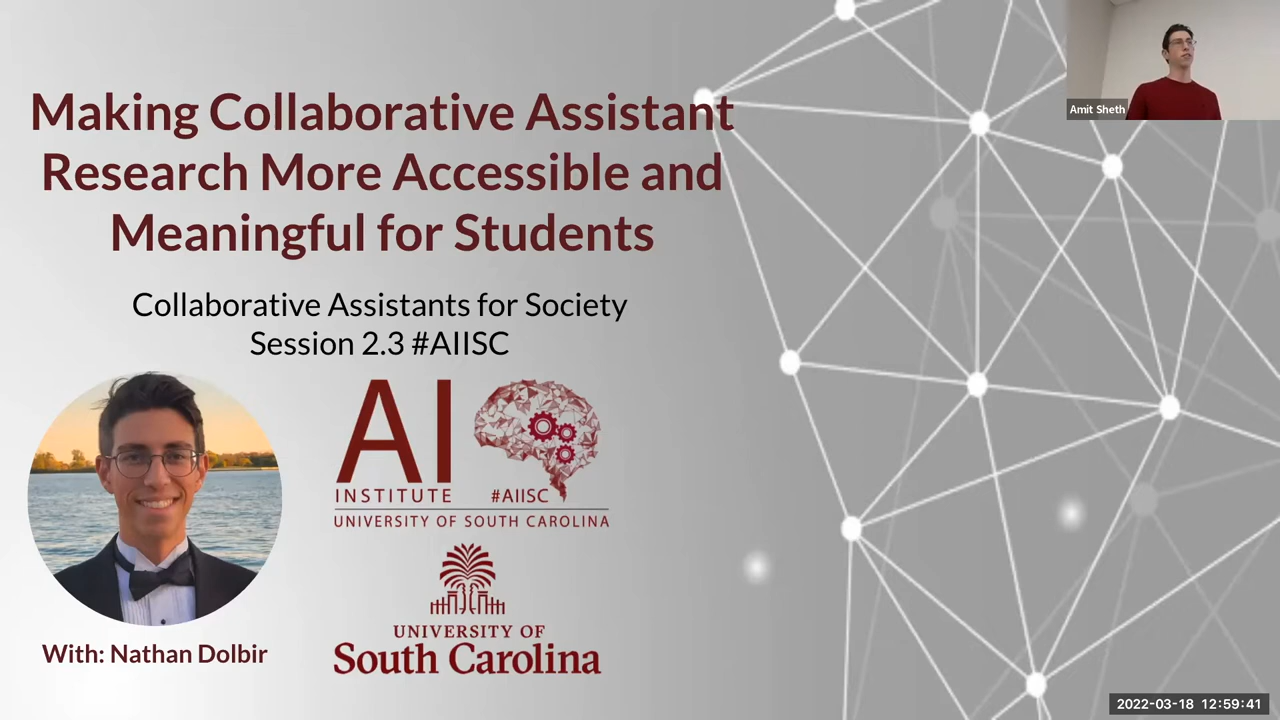 Making Collaborative Assistant
Research More Accessible and
Meaningful for Students
Amit Sheth
Collaborative Assistants for Society
Session 2.3 #AIISC
AI
INSTITUTE #AIISC
UNIVERSITY OF SOUTH CAROLINA
UNIVERSITY OF
South Carolina
With: Nathan Dolbir
2022-03-18 12:59:41